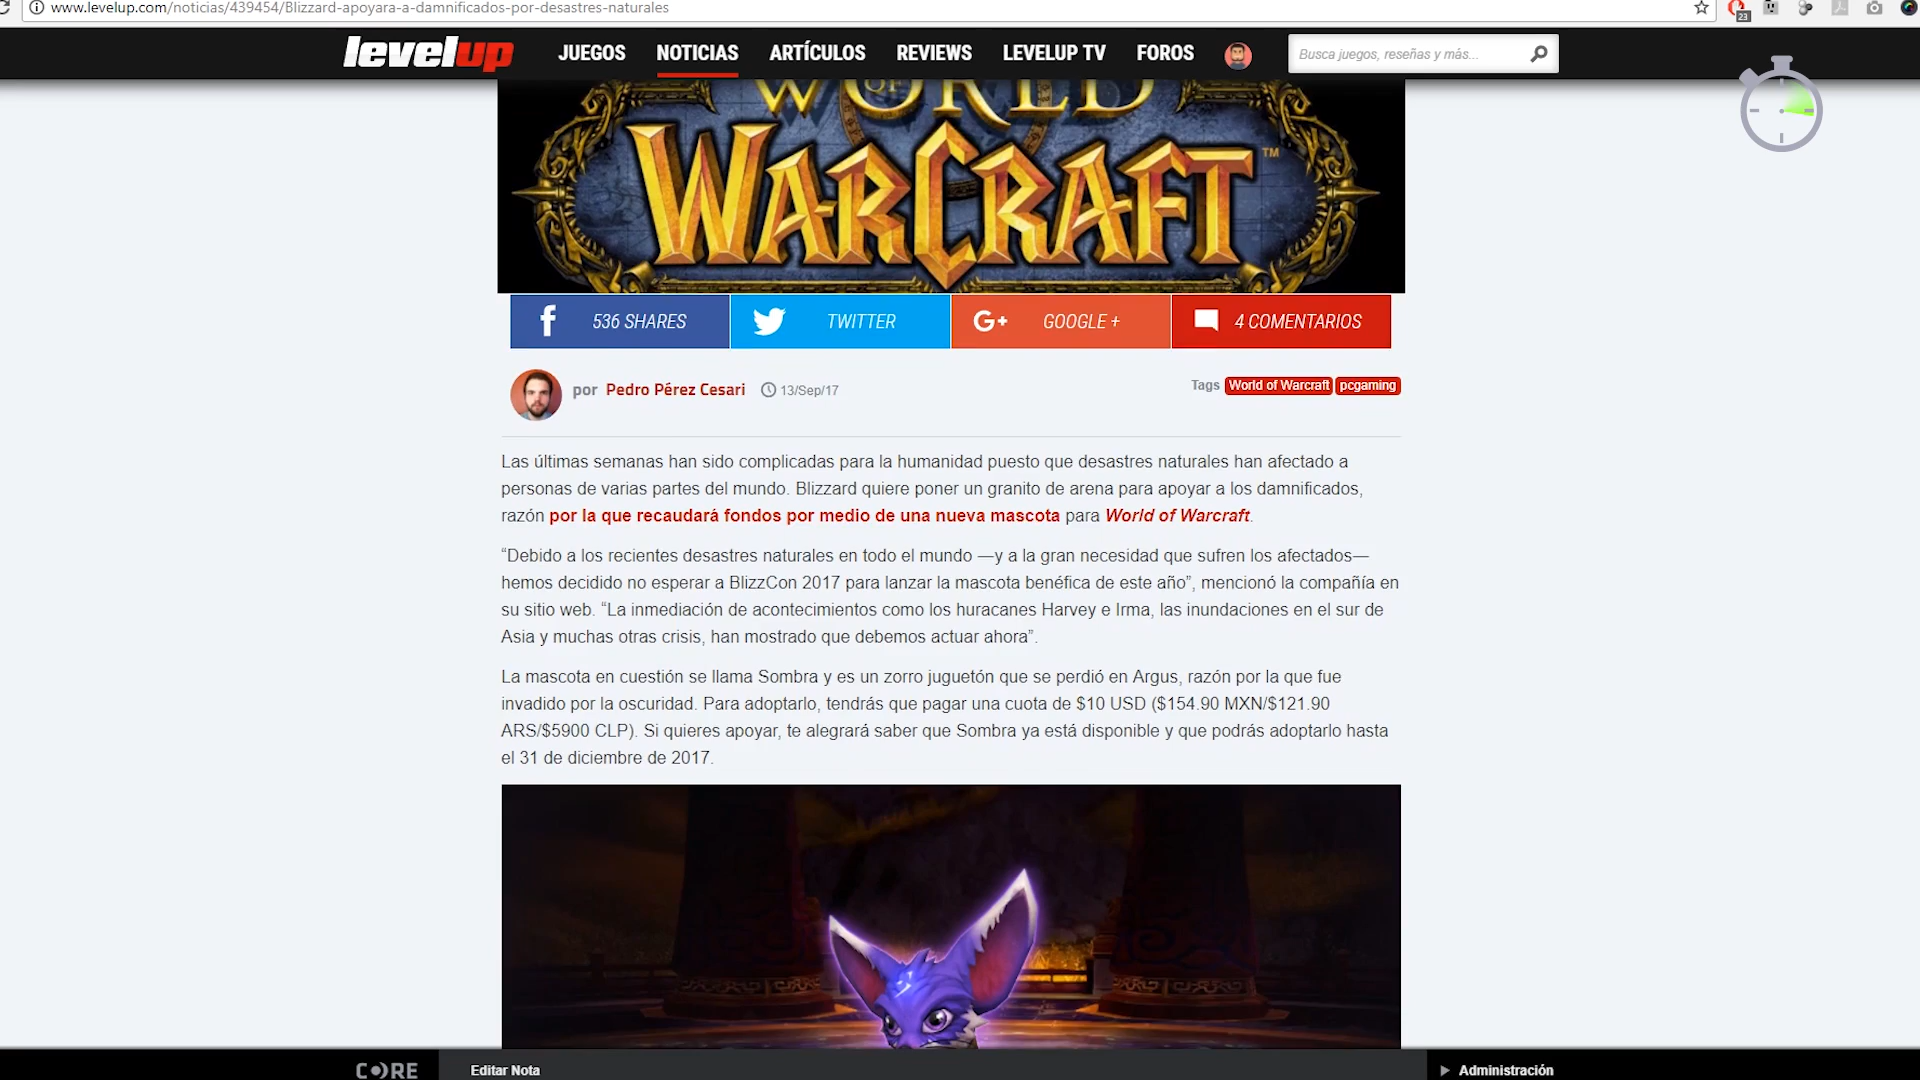 www.levelup.com/noticias/439454/Blizzard-apoyara-a-damnificados-por-desastres-naturales
23
levelup JUEGOS NOTICIAS ARTÍCULOS REVIEWS LEVELUP TV FOROS Busca juegos, reseñas y más...
WORLD
OF
WARCRAFT™
536 SHARES TWITTER GOOGLE + 4 COMENTARIOS
por Pedro Pérez Cesari 13/Sep/17 Tags World of Warcraft pcgaming
Las últimas semanas han sido complicadas para la humanidad puesto que desastres naturales han afectado a
personas de varias partes del mundo. Blizzard quiere poner un granito de arena para apoyar a los damnificados,
razón por la que recaudará fondos por medio de una nueva mascota para World of Warcraft.
“Debido a los recientes desastres naturales en todo el mundo —y a la gran necesidad que sufren los afectados—
hemos decidido no esperar a BlizzCon 2017 para lanzar la mascota benéfica de este año”, mencionó la compañía en
su sitio web. “La inmediación de acontecimientos como los huracanes Harvey e Irma, las inundaciones en el sur de
Asia y muchas otras crisis, han mostrado que debemos actuar ahora”.
La mascota en cuestión se llama Sombra y es un zorro juguetón que se perdió en Argus, razón por la que fue
invadido por la oscuridad. Para adoptarlo, tendrás que pagar una cuota de $10 USD ($154.90 MXN/$121.90
ARS/$5900 CLP). Si quieres apoyar, te alegrará saber que Sombra ya está disponible y que podrás adoptarlo hasta
el 31 de diciembre de 2017.
CORE Editar Nota Administración